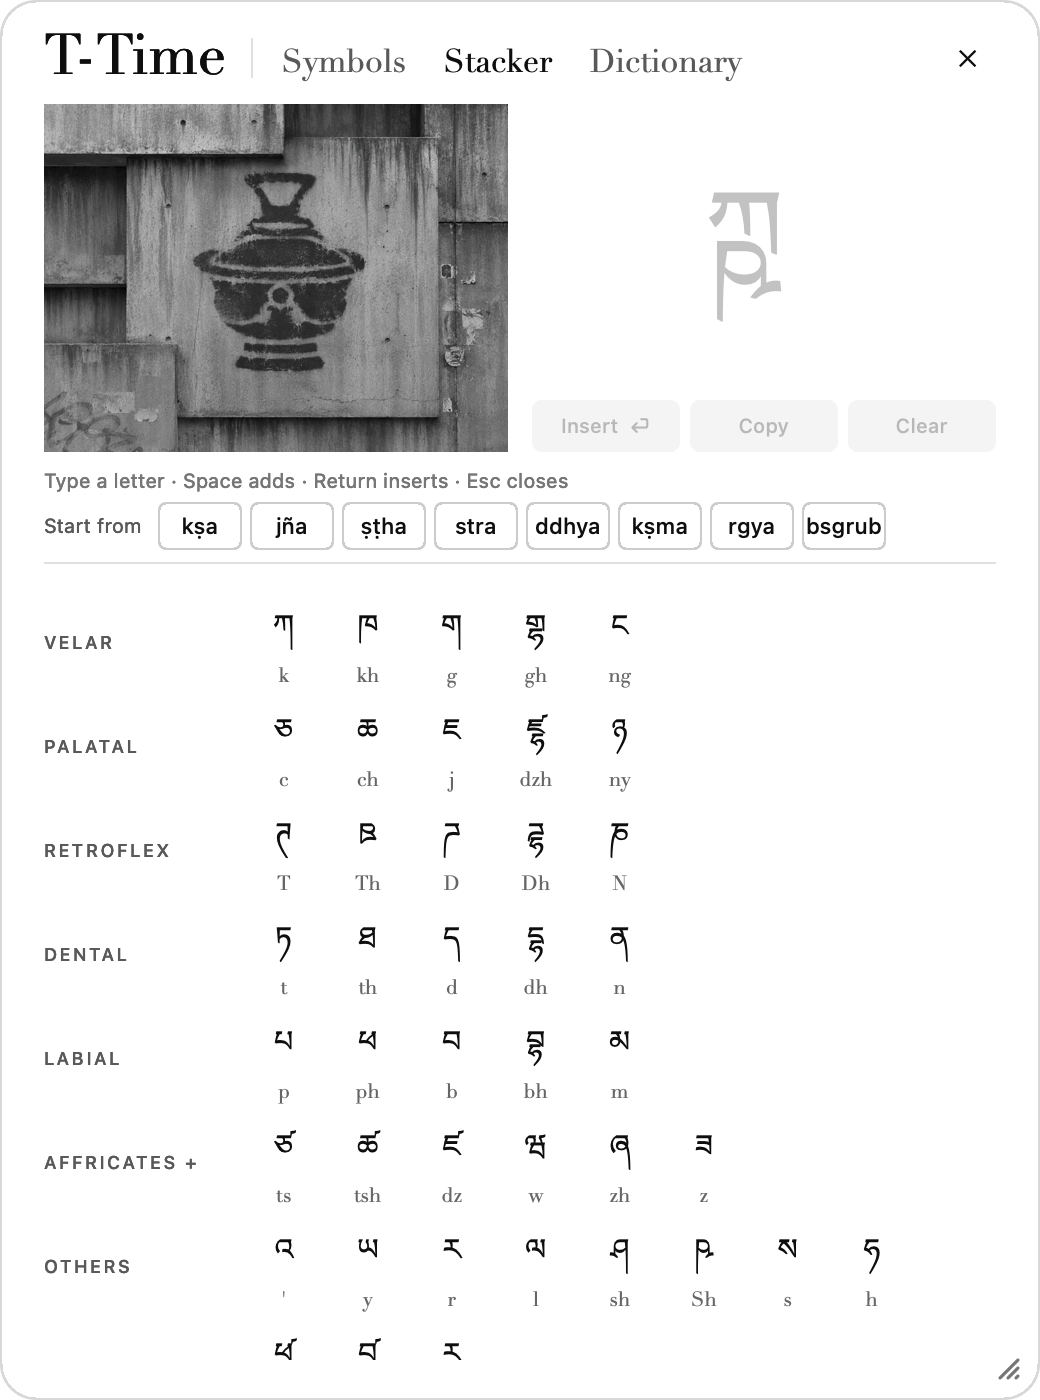 T-Time Symbols Stacker Dictionary
ཀྵ
Insert Copy Clear
Type a letter · Space adds · Return inserts · Esc closes
Start from kṣa jña ṣṭha stra ddhya kṣma rgya bsgrub
VELAR ཀ ཁ ག གྷ ང
k kh g gh ng
PALATAL ཅ ཆ ཇ ཛྷ ཉ
c ch j dzh ny
RETROFLEX ཊ ཋ ཌ ཌྷ ཎ
T Th D Dh N
DENTAL ཏ ཐ ད དྷ ན
t th d dh n
LABIAL པ ཕ བ བྷ མ
p ph b bh m
AFFRICATES + ཙ ཚ ཛ ཝ ཞ ཟ
ts tsh dz w zh z
OTHERS འ ཡ ར ལ ཤ ཥ ས ཧ
' y r l sh Sh s h
ཕ༹ བ༹ ར